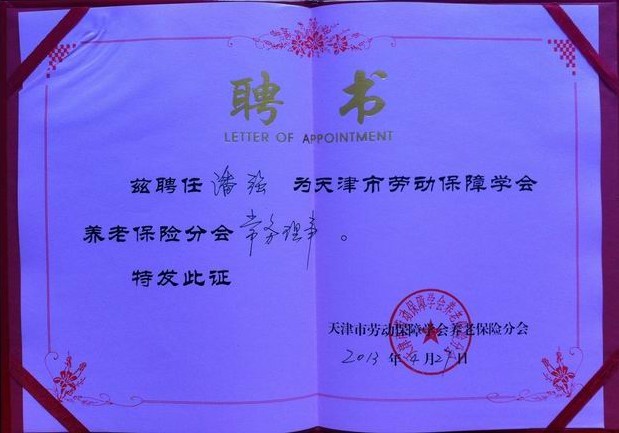 聘 书
LETTER OF APPOINTMENT
兹聘任 潘强 为天津市劳动保障学会
养老保险分会常务理事。
特发此证
天津市劳动保障学会养老保险分会
2013年4月29日